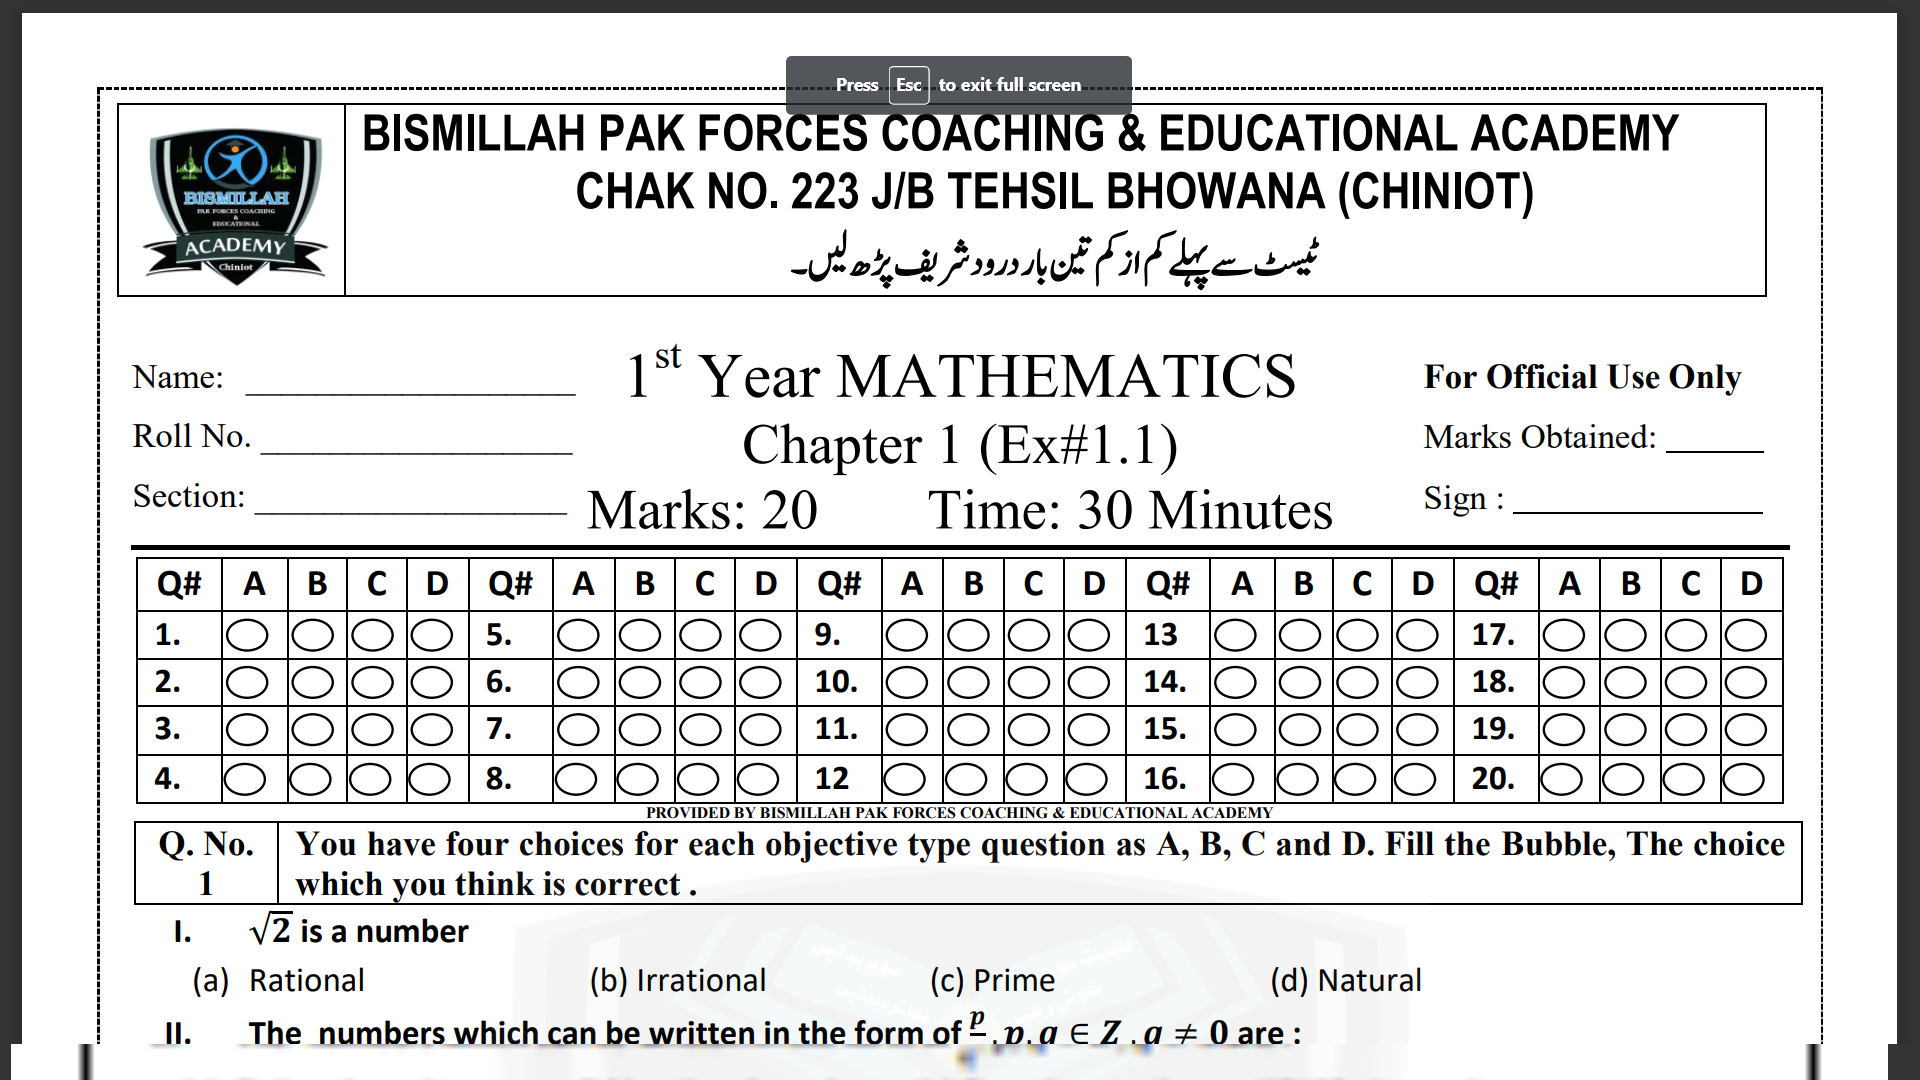 Press Esc to exit full screen
BISMILLAH PAK FORCES COACHING & EDUCATIONAL ACADEMY
CHAK NO. 223 J/B TEHSIL BHOWANA (CHINIOT)
ٹیسٹ سے پہلے کم از کم تین بار درود شریف پڑھ لیں۔
BISMILLAH
PAK FORCES COACHING
&
EDUCATIONAL
ACADEMY
Chiniot
Name: ____________________
Roll No. ____________________
Section: ____________________
1st Year MATHEMATICS
Chapter 1 (Ex#1.1)
Marks: 20 Time: 30 Minutes
For Official Use Only
Marks Obtained: ______
Sign : ________________
Q# A B C D Q# A B C D Q# A B C D Q# A B C D Q# A B C D
1. 5. 9. 13 17.
2. 6. 10. 14. 18.
3. 7. 11. 15. 19.
4. 8. 12 16. 20.
PROVIDED BY BISMILLAH PAK FORCES COACHING & EDUCATIONAL ACADEMY
Q. No. 1
You have four choices for each objective type question as A, B, C and D. Fill the Bubble, The choice
which you think is correct .
I. √2 is a number
(a) Rational (b) Irrational (c) Prime (d) Natural
II. The numbers which can be written in the form of p/ , p, q ∈ Z , q ≠ 0 are :